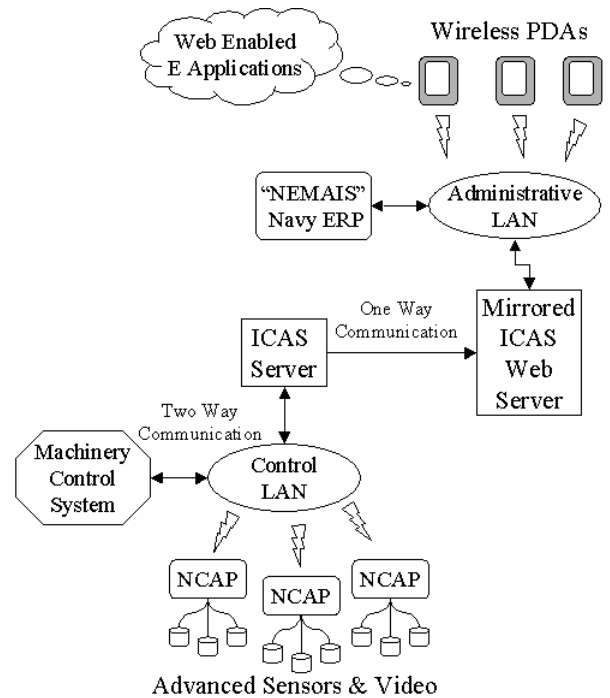 Web Enabled
E Applications
Wireless PDAs
"NEMAIS"
Navy ERP
Administrative
LAN
One Way
Communication
ICAS
Server
Mirrored
ICAS
Web
Server
Two Way
Communication
Machinery
Control
System
Control
LAN
NCAP
NCAP
NCAP
Advanced Sensors & Video